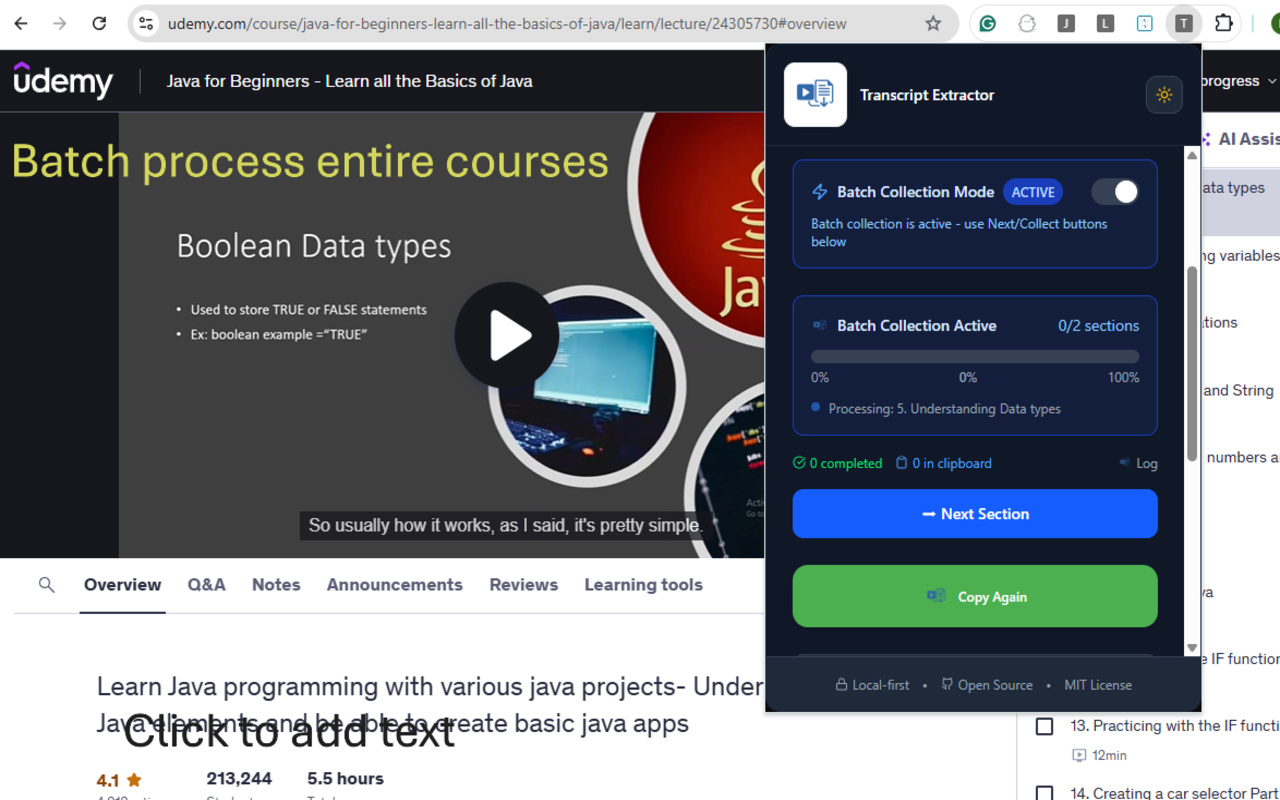 udemy.com/course/java-for-beginners-learn-all-the-basics-of-java/learn/lecture/24305730#overview
J
L
T
udemy
Java for Beginners - Learn all the Basics of Java
progress
Batch process entire courses
Boolean Data types
• Used to store TRUE or FALSE statements
• Ex: boolean example =“TRUE”
Java
So usually how it works, as I said, it's pretty simple.
Transcript Extractor
Batch Collection Mode ACTIVE
Batch collection is active - use Next/Collect buttons
below
Batch Collection Active 0/2 sections
0% 0% 100%
Processing: 5. Understanding Data types
0 completed 0 in clipboard Log
→ Next Section
Copy Again
Local-first • Open Source • MIT License
AI Assis
ata types
ng variables
tions
and String
numbers a
va
e IF function
13. Practicing with the IF functi
12min
14. Creating a car selector Part
Overview Q&A Notes Announcements Reviews Learning tools
Learn Java programming with various java projects- Under
Java elements and be able to create basic java apps
Click to add text
4.1 213,244 5.5 hours